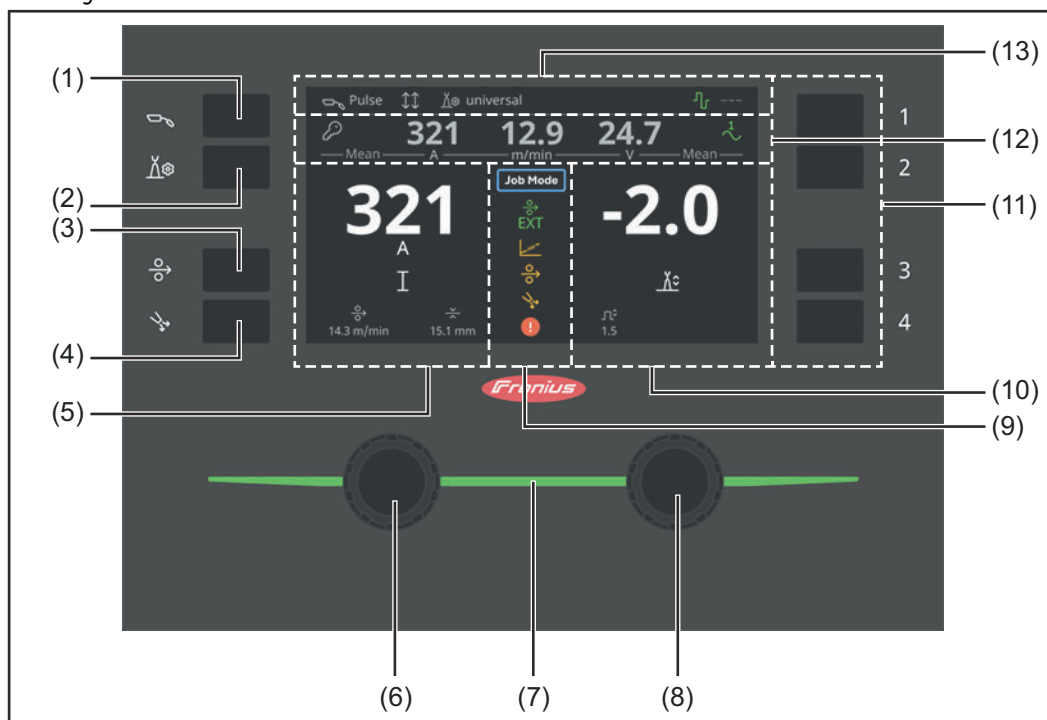 (13)
(1)
Pulse universal ---
1
321 12.9 24.7 1
(12)
Mean A m/min V Mean
2
(2)
Job Mode
321 -2.0
(11)
EXT
(3)
A
3
I
14.3 m/min 15.1 mm 1.5
4
!
(4)
(10)
Fronius
(5)
(9)
(6) (7) (8)